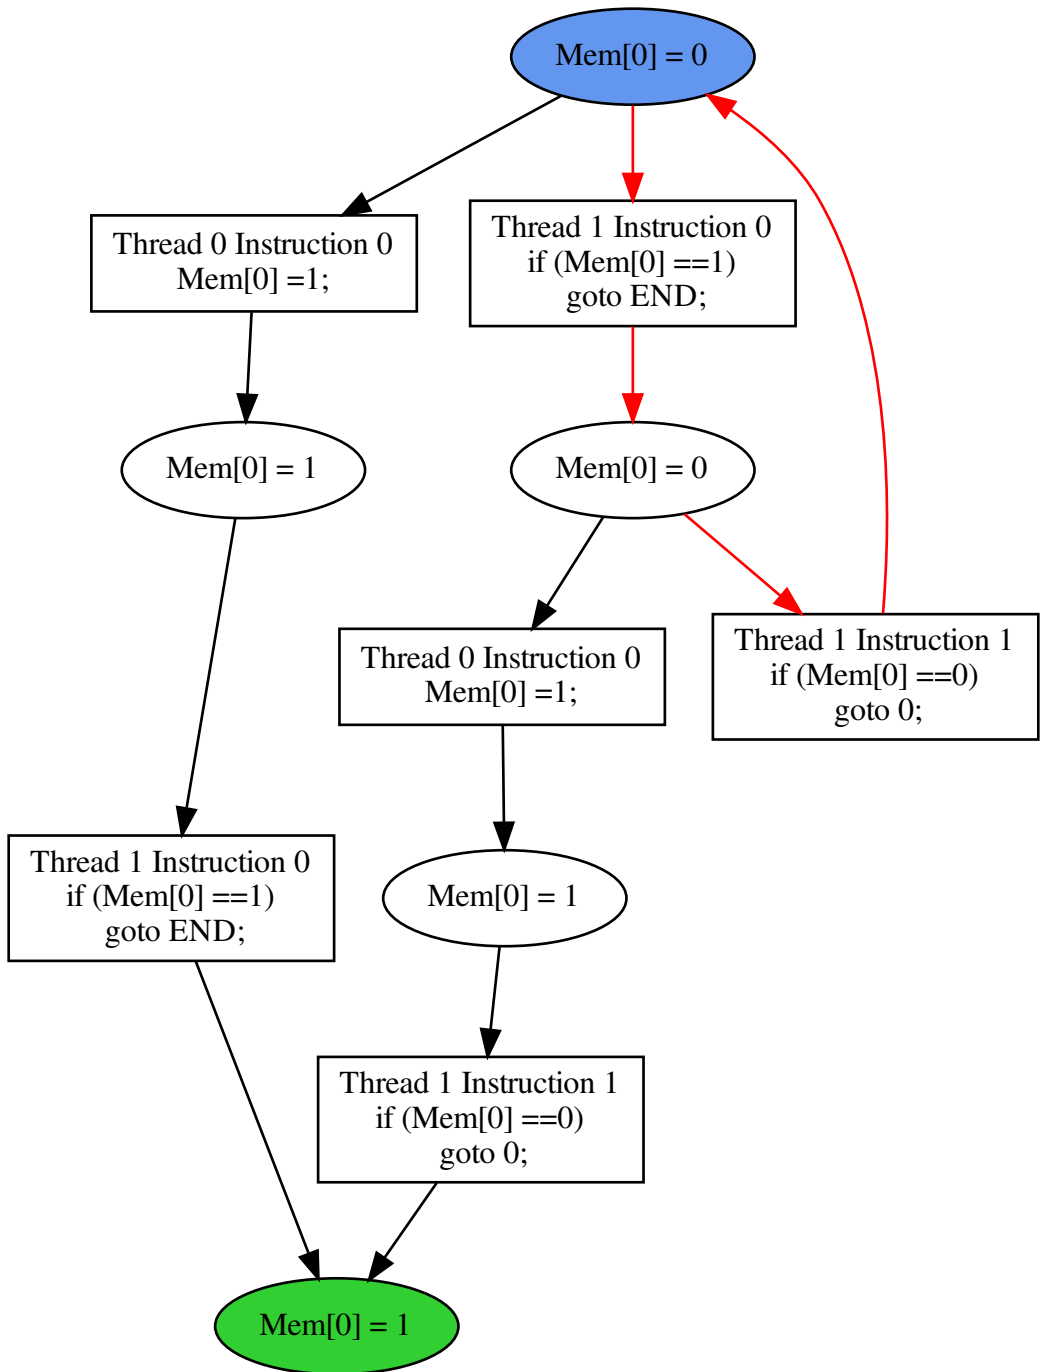 Mem[0] = 0
Thread 0 Instruction 0
Mem[0] =1;
Thread 1 Instruction 0
if (Mem[0] ==1)
goto END;
Mem[0] = 1
Mem[0] = 0
Thread 0 Instruction 0
Mem[0] =1;
Thread 1 Instruction 1
if (Mem[0] ==0)
goto 0;
Thread 1 Instruction 0
if (Mem[0] ==1)
goto END;
Mem[0] = 1
Thread 1 Instruction 1
if (Mem[0] ==0)
goto 0;
Mem[0] = 1